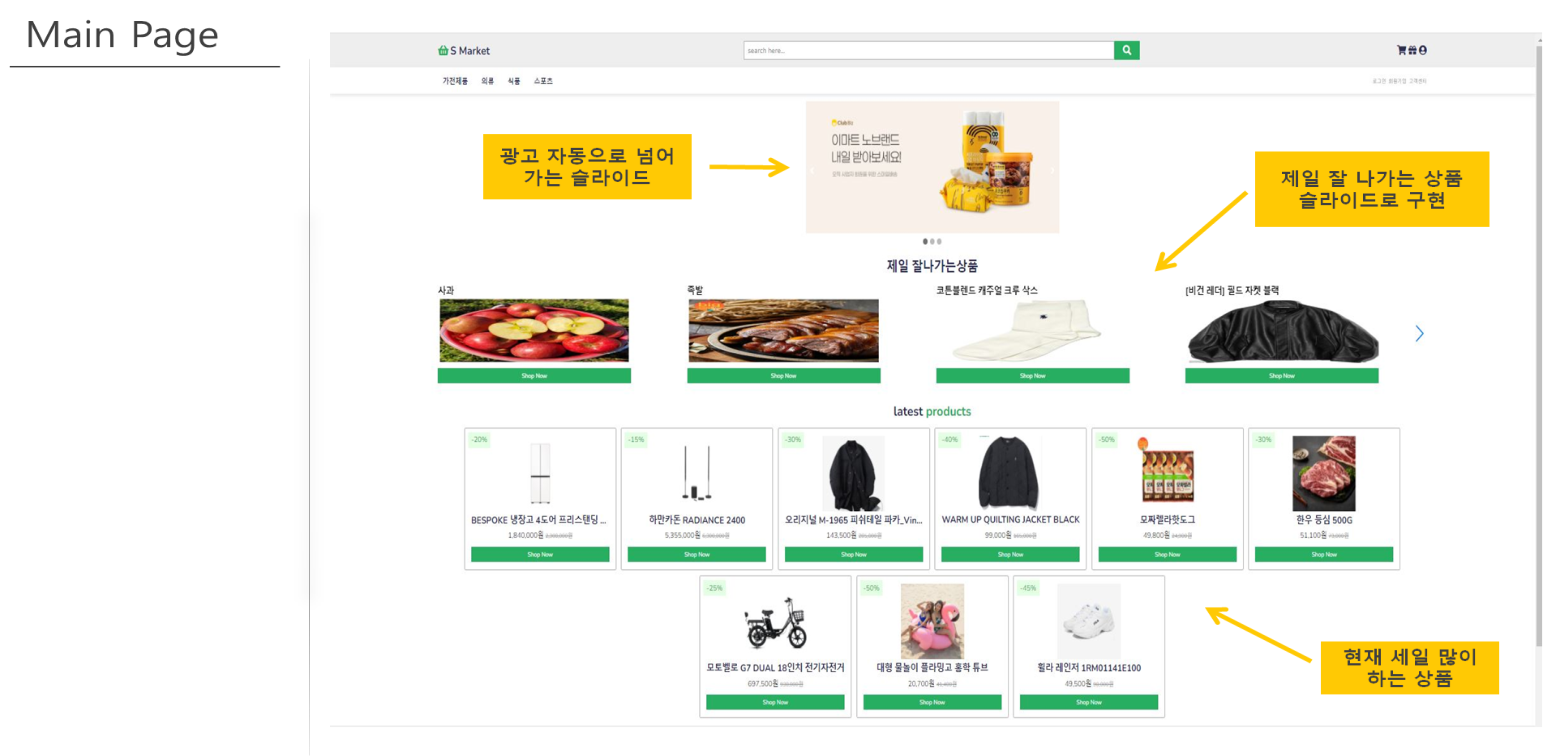 Main Page
S Market
search here...
가전제품 의류 식품 스포츠
로그인 회원가입 고객센터
광고 자동으로 넘어
가는 슬라이드
이마트 노브랜드
내일 받아보세요!
제일 잘 나가는 상품
슬라이드로 구현
제일 잘나가는상품
사과 족발 코튼블렌드 캐주얼 크루 삭스 [비건 레더] 필드 자켓 블랙
Shop Now Shop Now Shop Now Shop Now
latest products
-20% -15% -30% -40% -50% -30%
BESPOKE 냉장고 4도어 프리스탠딩 ... 하만카돈 RADIANCE 2400 오리지널 M-1965 피쉬테일 파카_Vin... WARM UP QUILTING JACKET BLACK 모짜렐라핫도그 한우 등심 500G
1,840,000원 5,355,000원 143,500원 99,000원 49,800원 51,100원
Shop Now Shop Now Shop Now Shop Now Shop Now Shop Now
-25% -50% -45%
모토벨로 G7 DUAL 18인치 전기자전거 대형 물놀이 플라밍고 홍학 튜브 휠라 레인저 1RM01141E100
697,500원 20,700원 49,500원
Shop Now Shop Now Shop Now
현재 세일 많이
하는 상품